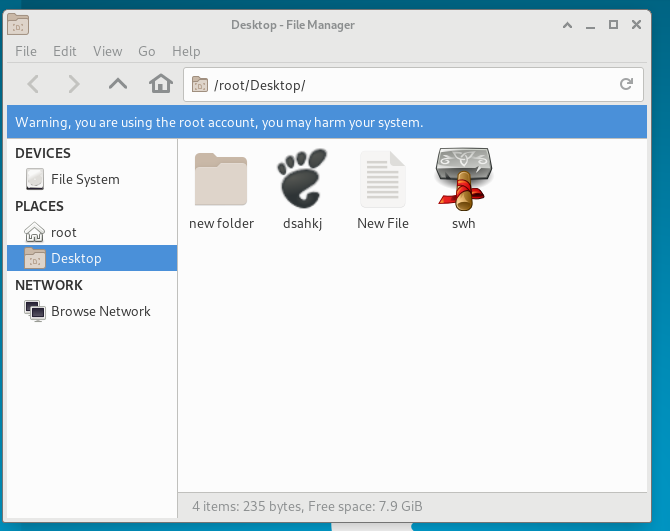 Desktop - File Manager
File Edit View Go Help
/root/Desktop/
Warning, you are using the root account, you may harm your system.
DEVICES
File System
PLACES
root
Desktop
NETWORK
Browse Network
new folder
dsahkj
New File
swh
4 items: 235 bytes, Free space: 7.9 GiB